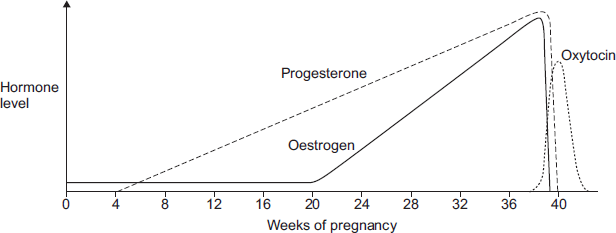 Oxytocin
Progesterone
Hormone
level
Oestrogen
0 4 8 12 16 20 24 28 32 36 40
Weeks of pregnancy